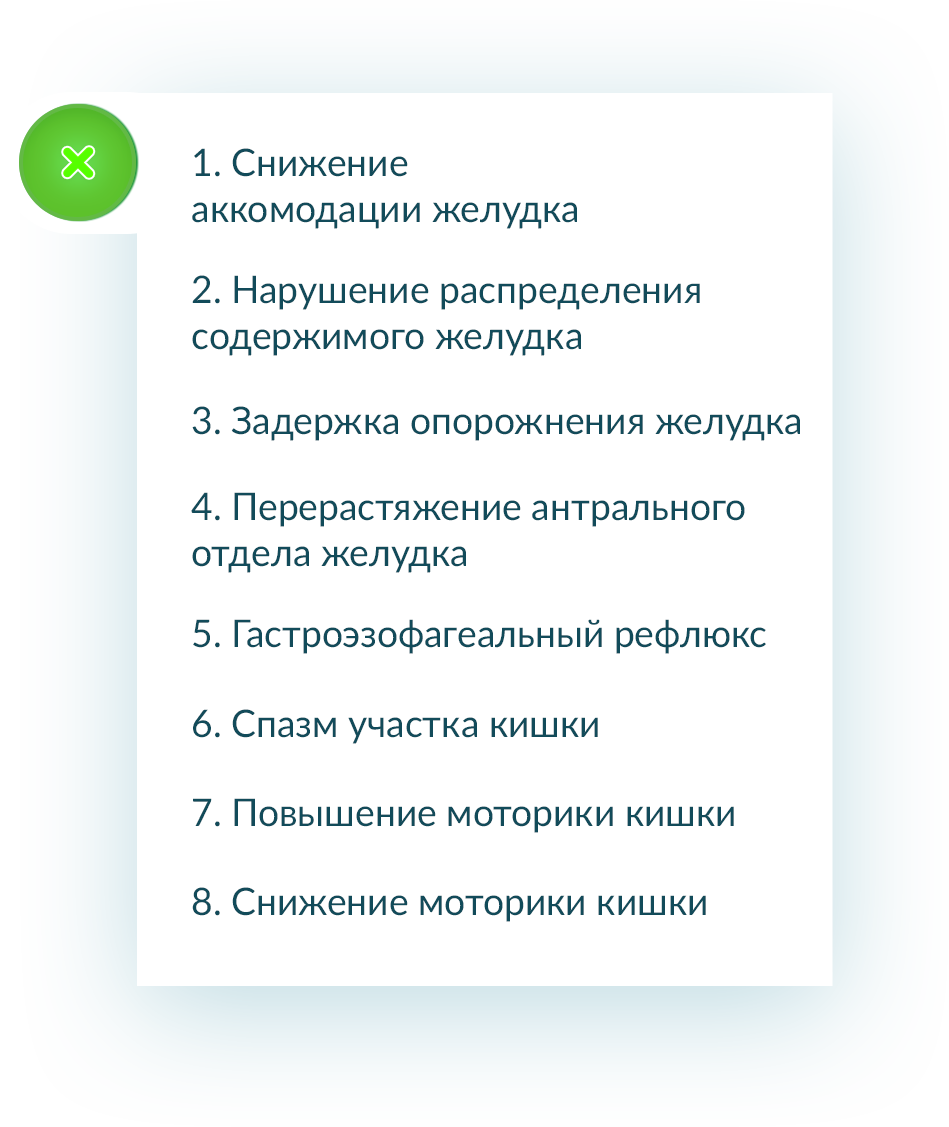 1. Снижение
аккомодации желудка
2. Нарушение распределения
содержимого желудка
3. Задержка опорожнения желудка
4. Перерастяжение антрального
отдела желудка
5. Гастроэзофагеальный рефлюкс
6. Спазм участка кишки
7. Повышение моторики кишки
8. Снижение моторики кишки